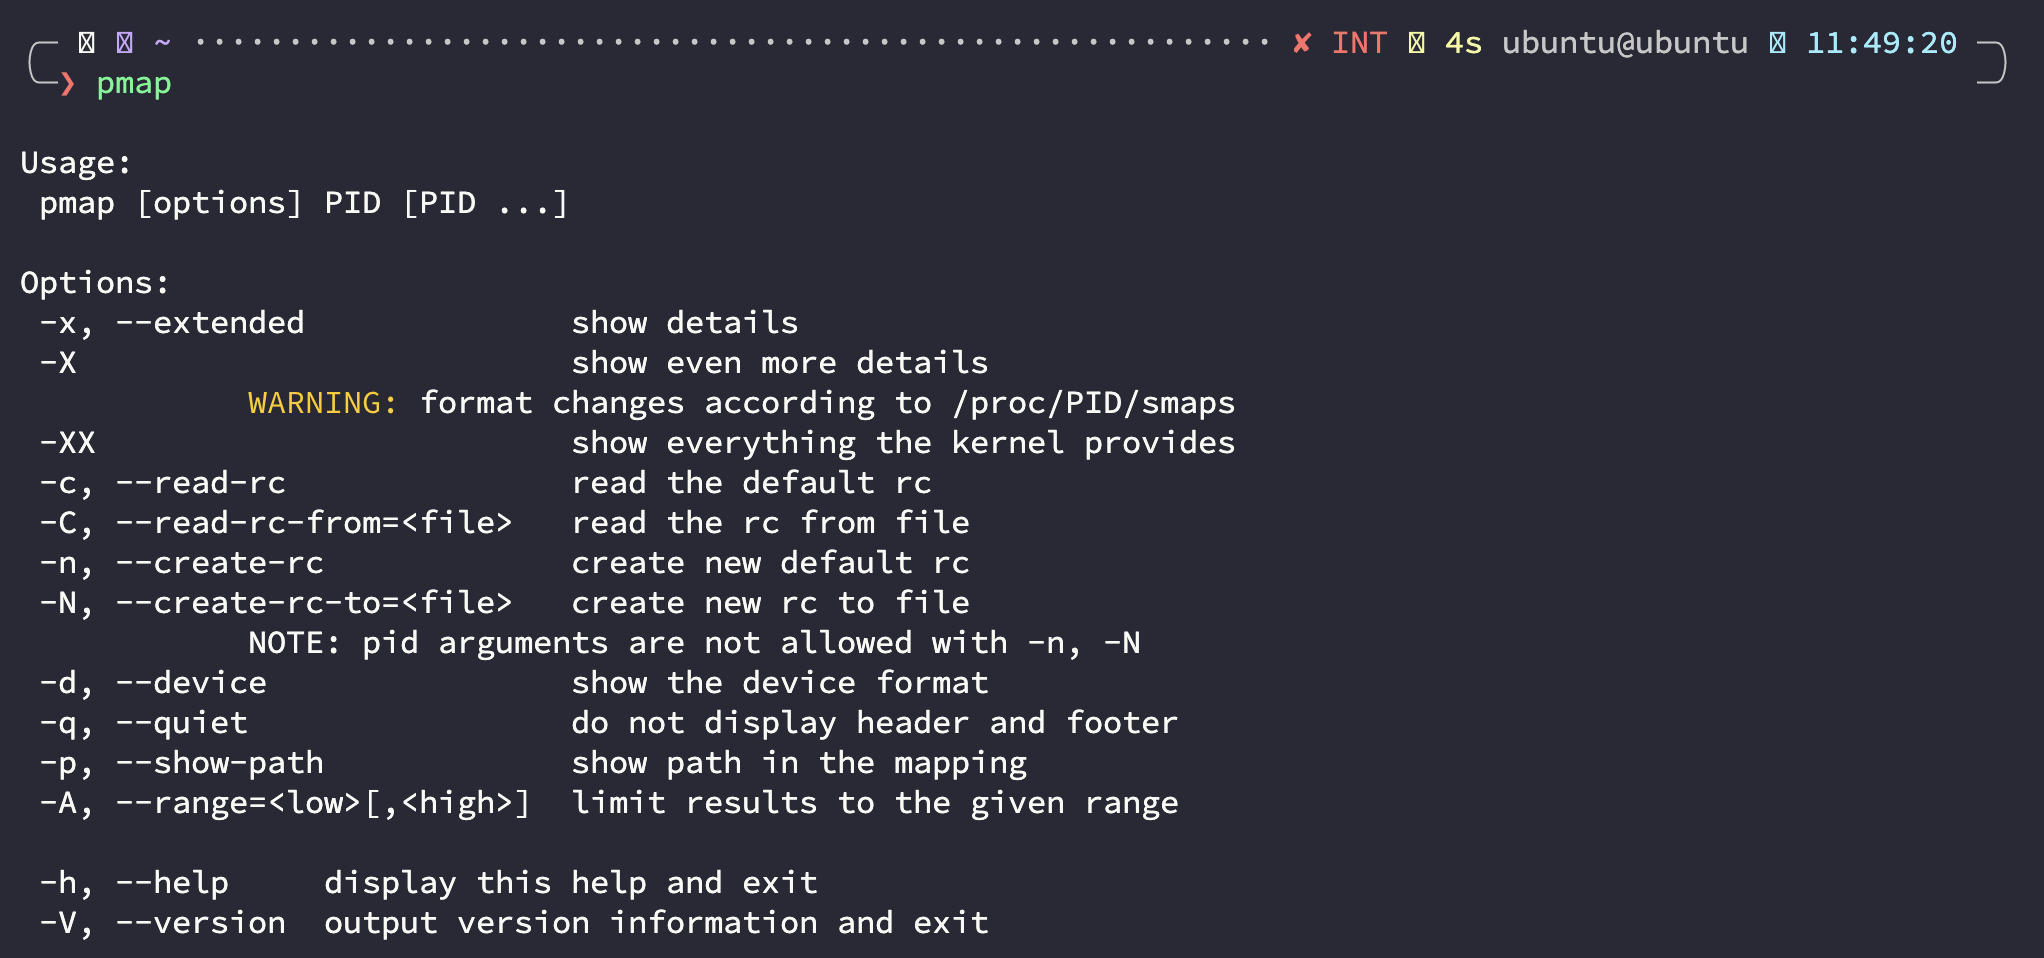 ~ ························································· ✘ INT 4s ubuntu@ubuntu 11:49:20
❯ pmap

Usage:
 pmap [options] PID [PID ...]

Options:
 -x, --extended              show details
 -X                          show even more details
            WARNING: format changes according to /proc/PID/smaps
 -XX                         show everything the kernel provides
 -c, --read-rc               read the default rc
 -C, --read-rc-from=<file>   read the rc from file
 -n, --create-rc             create new default rc
 -N, --create-rc-to=<file>   create new rc to file
            NOTE: pid arguments are not allowed with -n, -N
 -d, --device                show the device format
 -q, --quiet                 do not display header and footer
 -p, --show-path             show path in the mapping
 -A, --range=<low>[,<high>]  limit results to the given range

 -h, --help     display this help and exit
 -V, --version  output version information and exit